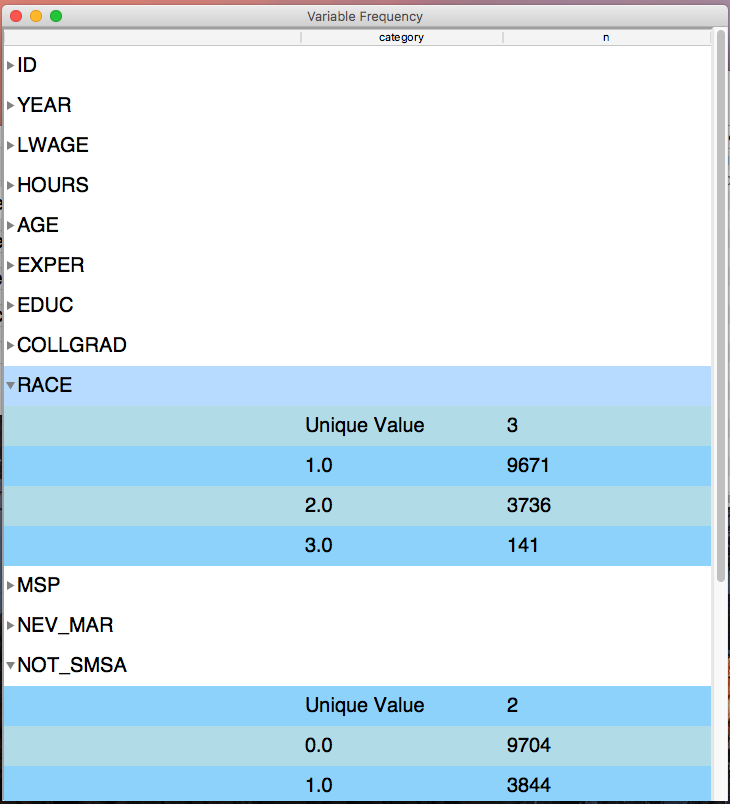 Variable Frequency
category n
ID
YEAR
LWAGE
HOURS
AGE
EXPER
EDUC
COLLGRAD
RACE
Unique Value 3
1.0 9671
2.0 3736
3.0 141
MSP
NEV_MAR
NOT_SMSA
Unique Value 2
0.0 9704
1.0 3844